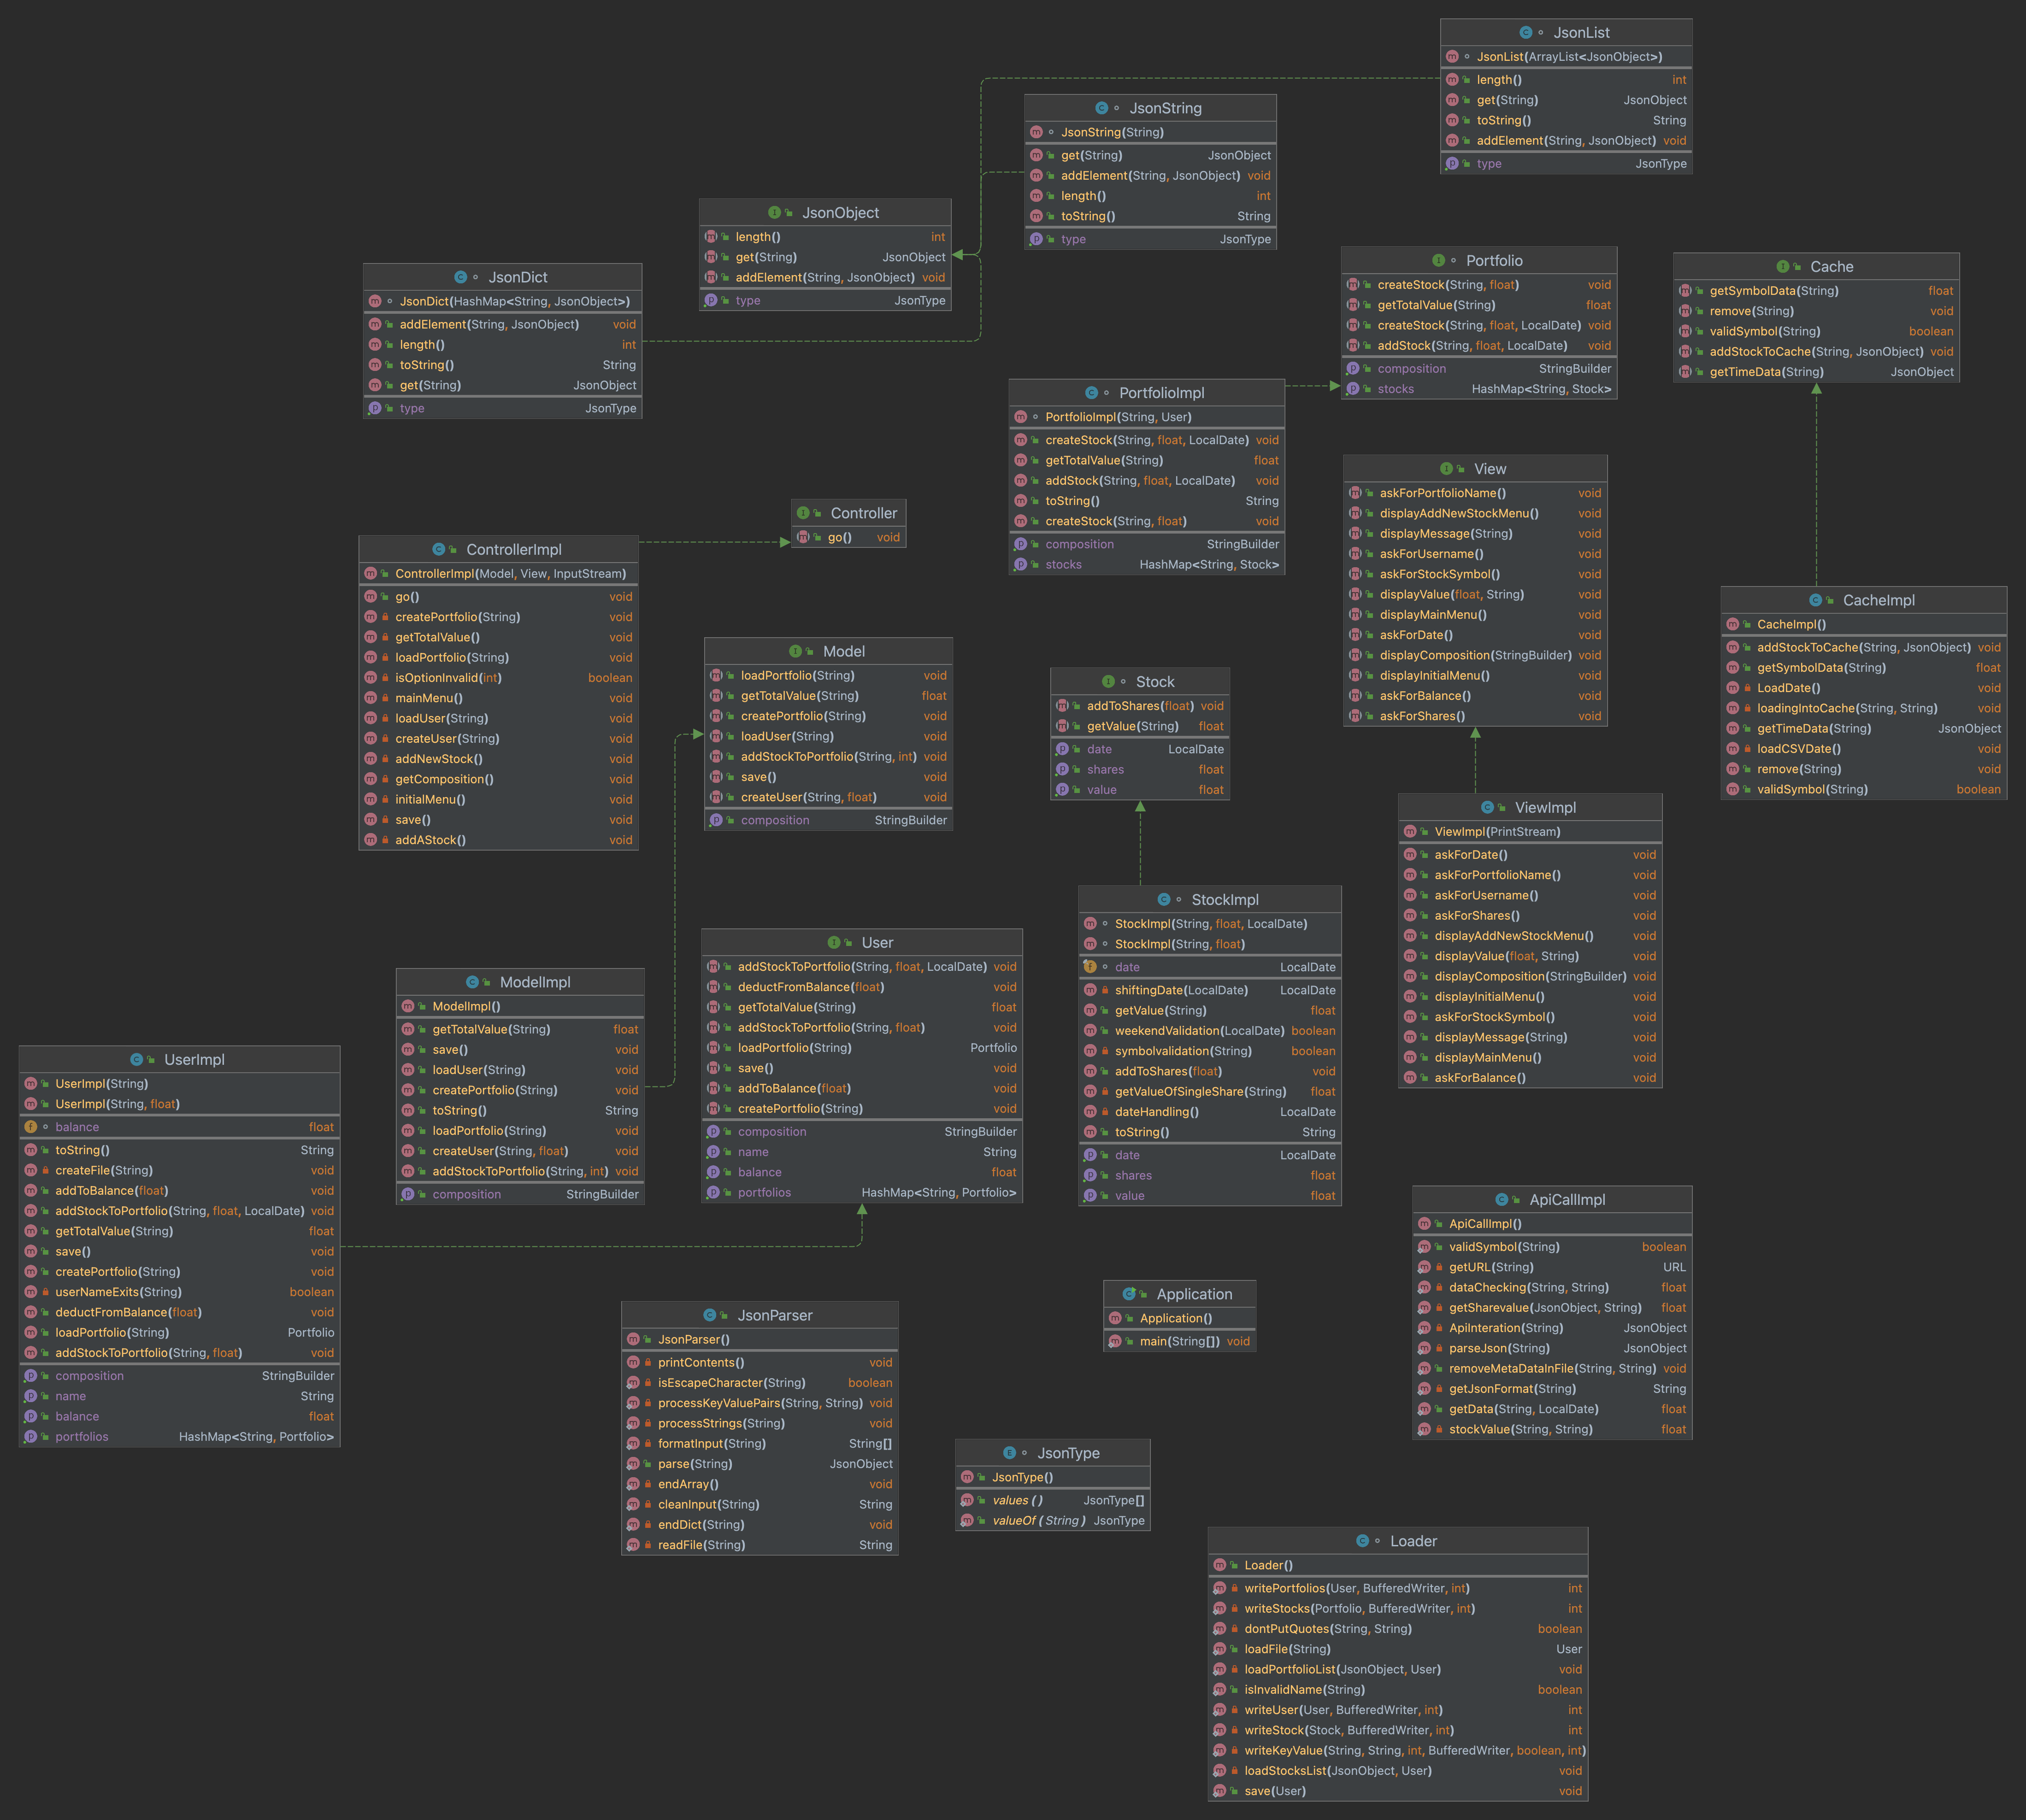 JsonList
JsonList(ArrayList<JsonObject>)
length() int
get(String) JsonObject
toString() String
addElement(String, JsonObject) void
type JsonType
JsonString
JsonString(String)
get(String) JsonObject
addElement(String, JsonObject) void
length() int
toString() String
type JsonType
JsonObject
length() int
get(String) JsonObject
addElement(String, JsonObject) void
type JsonType
JsonDict
JsonDict(HashMap<String, JsonObject>)
addElement(String, JsonObject) void
length() int
toString() String
get(String) JsonObject
type JsonType
Portfolio
createStock(String, float) void
getTotalValue(String) float
createStock(String, float, LocalDate) void
addStock(String, float, LocalDate) void
composition StringBuilder
stocks HashMap<String, Stock>
Cache
getSymbolData(String) float
remove(String) void
validSymbol(String) boolean
addStockToCache(String, JsonObject) void
getTimeData(String) JsonObject
PortfolioImpl
PortfolioImpl(String, User)
createStock(String, float, LocalDate) void
getTotalValue(String) float
addStock(String, float, LocalDate) void
toString() String
createStock(String, float) void
composition StringBuilder
stocks HashMap<String, Stock>
View
askForPortfolioName() void
displayAddNewStockMenu() void
displayMessage(String) void
askForUsername() void
askForStockSymbol() void
displayValue(float, String) void
displayMainMenu() void
askForDate() void
displayComposition(StringBuilder) void
displayInitialMenu() void
askForBalance() void
askForShares() void
Controller
go() void
ControllerImpl
ControllerImpl(Model, View, InputStream)
go() void
createPortfolio(String) void
getTotalValue() void
loadPortfolio(String) void
isOptionInvalid(int) boolean
mainMenu() void
loadUser(String) void
createUser(String) void
addNewStock() void
getComposition() void
initialMenu() void
save() void
addAStock() void
CacheImpl
CacheImpl()
addStockToCache(String, JsonObject) void
getSymbolData(String) float
LoadDate() void
loadingIntoCache(String, String) void
getTimeData(String) JsonObject
loadCSVDate() void
remove(String) void
validSymbol(String) boolean
Model
loadPortfolio(String) void
getTotalValue(String) float
createPortfolio(String) void
loadUser(String) void
addStockToPortfolio(String, int) void
save() void
createUser(String, float) void
composition StringBuilder
Stock
addToShares(float) void
getValue(String) float
date LocalDate
shares float
value float
ViewImpl
ViewImpl(PrintStream)
askForDate() void
askForPortfolioName() void
askForUsername() void
askForShares() void
displayAddNewStockMenu() void
displayValue(float, String) void
displayComposition(StringBuilder) void
displayInitialMenu() void
askForStockSymbol() void
displayMessage(String) void
displayMainMenu() void
askForBalance() void
StockImpl
StockImpl(String, float, LocalDate)
StockImpl(String, float)
date LocalDate
shiftingDate(LocalDate) LocalDate
getValue(String) float
weekendValidation(LocalDate) boolean
symbolvalidation(String) boolean
addToShares(float) void
getValueOfSingleShare(String) float
dateHandling() LocalDate
toString() String
date LocalDate
shares float
value float
User
addStockToPortfolio(String, float, LocalDate) void
deductFromBalance(float) void
getTotalValue(String) float
addStockToPortfolio(String, float) void
loadPortfolio(String) Portfolio
save() void
addToBalance(float) void
createPortfolio(String) void
composition StringBuilder
name String
balance float
portfolios HashMap<String, Portfolio>
ModelImpl
ModelImpl()
getTotalValue(String) float
save() void
loadUser(String) void
createPortfolio(String) void
toString() String
loadPortfolio(String) void
createUser(String, float) void
addStockToPortfolio(String, int) void
composition StringBuilder
UserImpl
UserImpl(String)
UserImpl(String, float)
balance float
toString() String
createFile(String) void
addToBalance(float) void
addStockToPortfolio(String, float, LocalDate) void
getTotalValue(String) float
save() void
createPortfolio(String) void
userNameExits(String) boolean
deductFromBalance(float) void
loadPortfolio(String) Portfolio
addStockToPortfolio(String, float) void
composition StringBuilder
name String
balance float
portfolios HashMap<String, Portfolio>
ApiCallImpl
ApiCallImpl()
validSymbol(String) boolean
getURL(String) URL
dataChecking(String, String) float
getSharevalue(JsonObject, String) float
ApiInteration(String) JsonObject
parseJson(String) JsonObject
removeMetaDataInFile(String, String) void
getJsonFormat(String) String
getData(String, LocalDate) float
stockValue(String, String) float
Application
Application()
main(String[]) void
JsonParser
JsonParser()
printContents() void
isEscapeCharacter(String) boolean
processKeyValuePairs(String, String) void
processStrings(String) void
formatInput(String) String[]
parse(String) JsonObject
endArray() void
cleanInput(String) String
endDict(String) void
readFile(String) String
JsonType
JsonType()
values () JsonType[]
valueOf ( String ) JsonType
Loader
Loader()
writePortfolios(User, BufferedWriter, int) int
writeStocks(Portfolio, BufferedWriter, int) int
dontPutQuotes(String, String) boolean
loadFile(String) User
loadPortfolioList(JsonObject, User) void
isInvalidName(String) boolean
writeUser(User, BufferedWriter, int) int
writeStock(Stock, BufferedWriter, int) int
writeKeyValue(String, String, int, BufferedWriter, boolean, int) int
loadStocksList(JsonObject, User) void
save(User) void